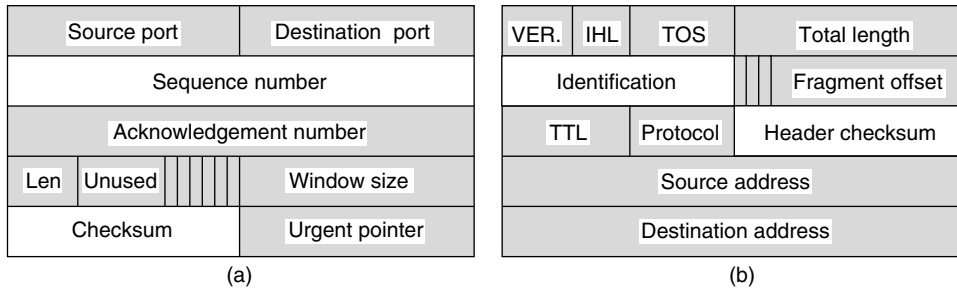 Source port Destination port
Sequence number
Acknowledgement number
Len Unused Window size
Checksum Urgent pointer
(a)
VER. IHL TOS Total length
Identification Fragment offset
TTL Protocol Header checksum
Source address
Destination address
(b)